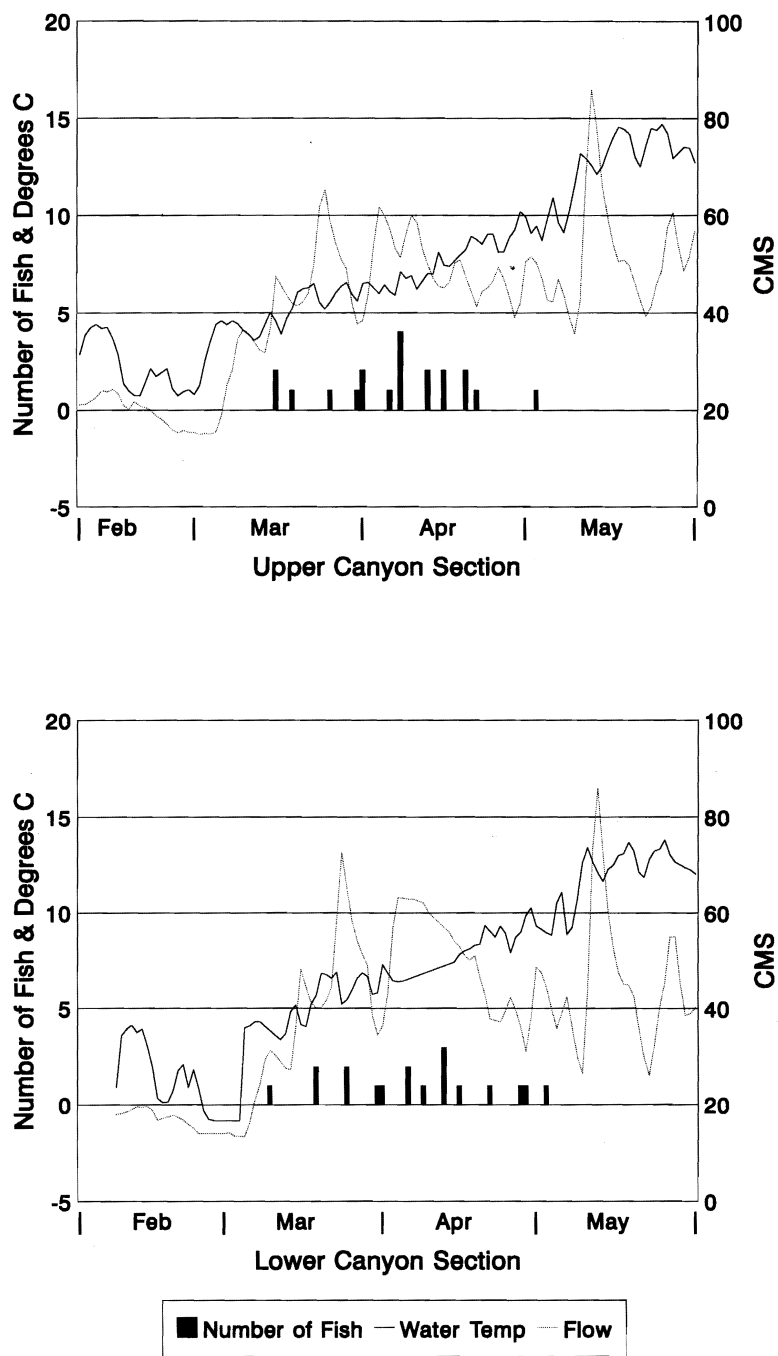 20
15
10
5
0
-5
Number of Fish & Degrees C
100
80
60
40
20
0
CMS
| Feb | Mar | Apr | May |
Upper Canyon Section
20
15
10
5
0
-5
Number of Fish & Degrees C
100
80
60
40
20
0
CMS
| Feb | Mar | Apr | May |
Lower Canyon Section
Number of Fish Water Temp Flow